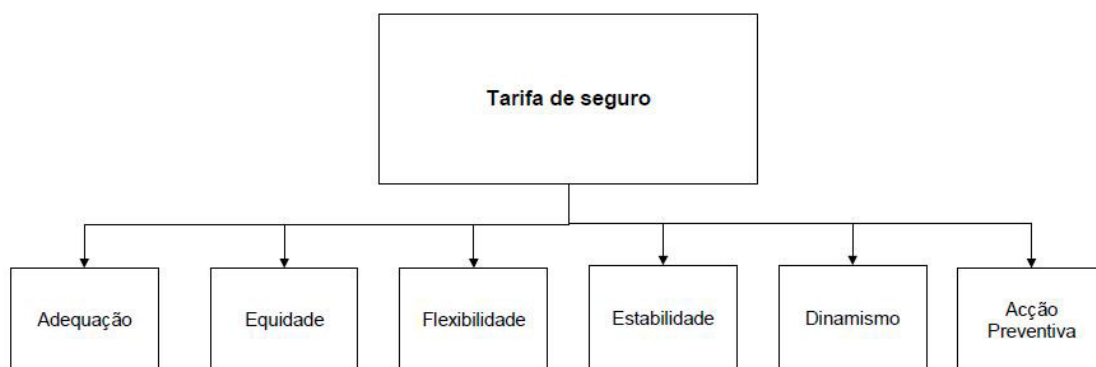 Tarifa de seguro
Adequação
Equidade
Flexibilidade
Estabilidade
Dinamismo
Acção
Preventiva